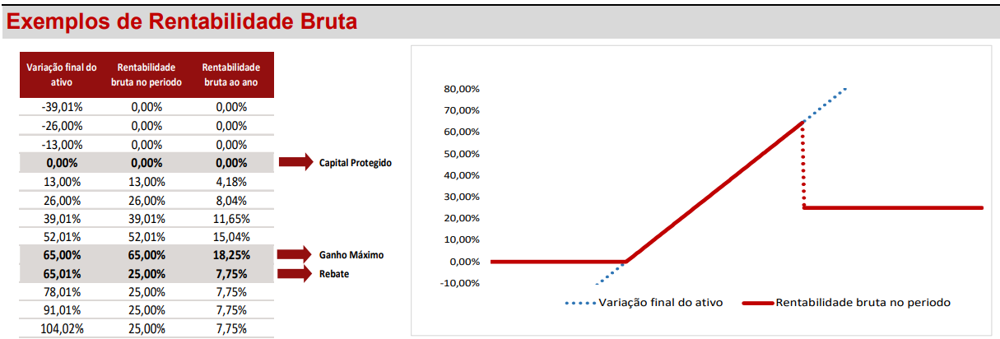 Exemplos de Rentabilidade Bruta
Variação final do ativo Rentabilidade bruta no periodo Rentabilidade bruta ao ano
-39,01% 0,00% 0,00%
-26,00% 0,00% 0,00%
-13,00% 0,00% 0,00%
0,00% 0,00% 0,00% Capital Protegido
13,00% 13,00% 4,18%
26,00% 26,00% 8,04%
39,01% 39,01% 11,65%
52,01% 52,01% 15,04%
65,00% 65,00% 18,25% Ganho Máximo
65,01% 25,00% 7,75% Rebate
78,01% 25,00% 7,75%
91,01% 25,00% 7,75%
104,02% 25,00% 7,75%
80,00%
70,00%
60,00%
50,00%
40,00%
30,00%
20,00%
10,00%
0,00%
-10,00%
Variação final do ativo Rentabilidade bruta no periodo